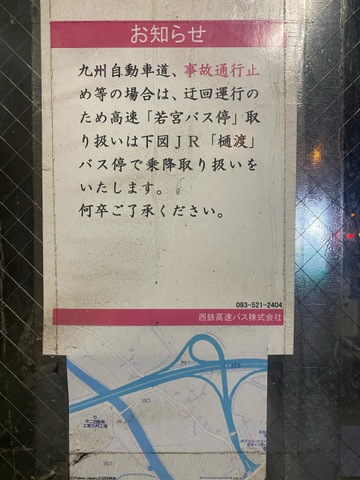 お知らせ
九州自動車道、事故通行止
め等の場合は、迂回運行の
ため高速「若宮バス停」取
り扱いは下図JR「樋渡」
バス停で乗降取り扱いを
いたします。
何卒ご了承ください。
093-521-2404
西鉄高速バス株式会社